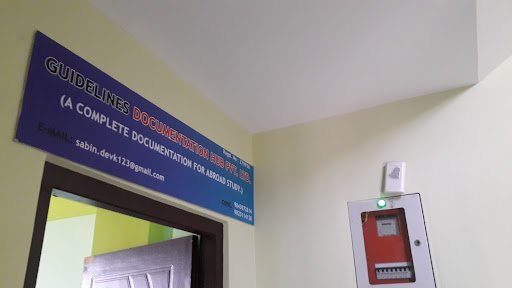 GUIDELINES DOCUMENTATION HUB PVT. LTD.
(A COMPLETE DOCUMENTATION FOR ABROAD STUDY.)
E-MAIL: sabin.devk123@gmail.com